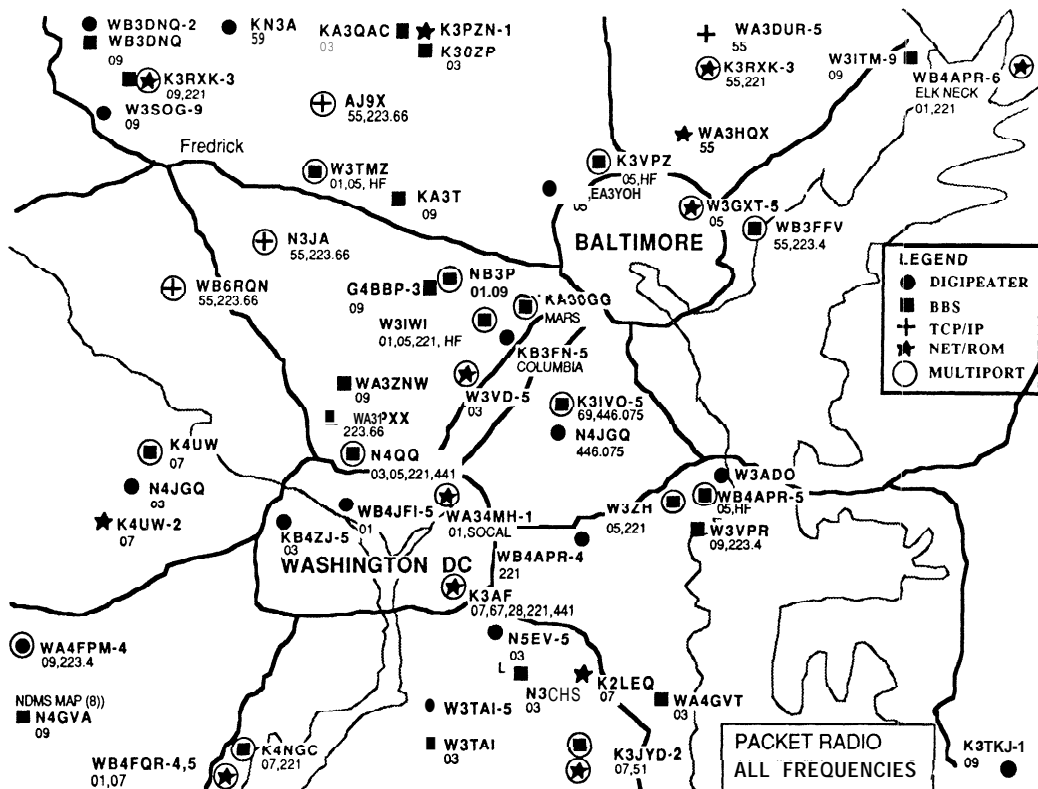 WB3DNQ-2
WB3DNQ
09
KN3A
59
KA3QAC
03
K3PZN-1
K3OZP
03
WA3DUR-5
55
K3RXK-3
55,221
W3ITM-9
09
WB4APR-6
ELK NECK
01,221
K3RXK-3
09,221
W3SOG-9
09
AJ9X
55,223.66
Fredrick
WA3HQX
55
W3TMZ
01,05, HF
K3VPZ
05,HF
05 ,EA3YOH
KA3T
09
W3GXT-5
05
WB3FFV
55,223.4
N3JA
55,223.66
BALTIMORE
WB6RQN
55,223.66
G4BBP-3
09
NB3P
01.09
KA3OGG
MARS
W3IWI
01,05,221, HF
KB3FN-5
COLUMBIA
LEGEND
DIGIPEATER
BBS
TCP/IP
NET/ROM
MULTIPORT
WA3ZNW
09
W3VD-5
03
K3IVO-5
69,446.075
WA31PXX
223.66
N4JGQ
446.075
K4UW
07
N4QQ
03,05,221,441
N4JGQ
03
W3ADO
WB4APR-5
05,HF
K4UW-2
07
WB4JFI-5
01
WA34MH-1
01,SOCAL
W3ZH
05,221
W3VPR
09,223.4
KB4ZJ-5
03
WB4APR-4
221
WASHINGTON DC
K3AF
07,67,28,221,441
WA4FPM-4
09,223.4
N5EV-5
03
L
N3CHS
03
K2LEQ
07
WA4GVT
03
NDMS MAP (8))
N4GVA
09
W3TAI-5
W3TAI
03
K4NGC
07,221
WB4FQR-4,5
01,07
K3JYD-2
07,51
PACKET RADIO
ALL FREQUENCIES
K3TKJ-1
09